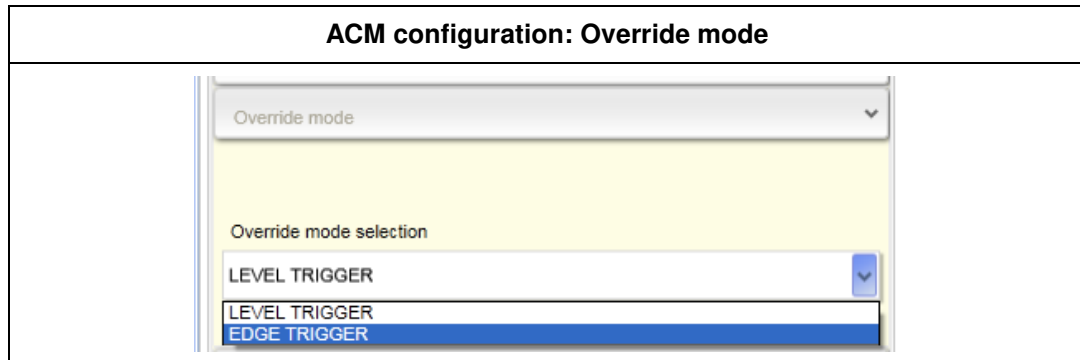 ACM configuration: Override mode
Override mode
Override mode selection
LEVEL TRIGGER
LEVEL TRIGGER
EDGE TRIGGER